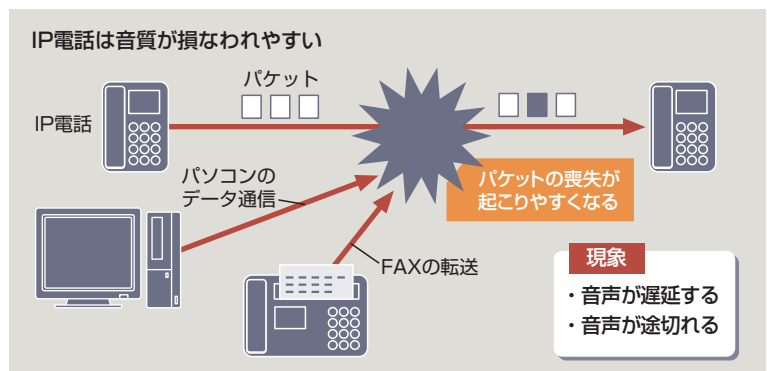 IP電話は音質が損なわれやすい
パケット
IP電話
パソコンの
データ通信
パケットの喪失が
起こりやすくなる
FAXの転送
現象
・音声が遅延する
・音声が途切れる